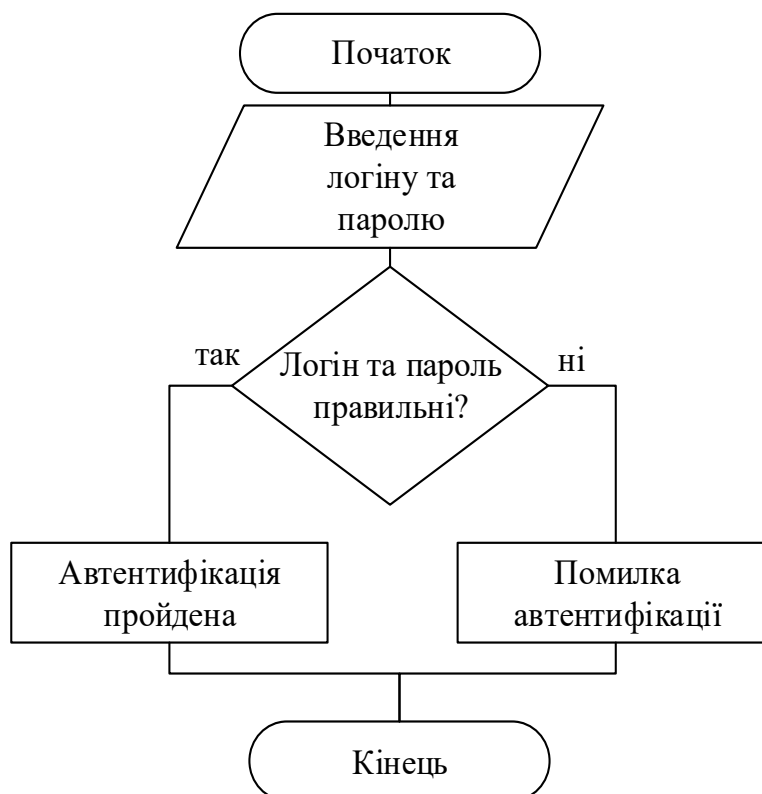 Початок
Введення
логіну та
паролю
так
Логін та пароль
правильні?
ні
Автентифікація
пройдена
Помилка
автентифікації
Кінець